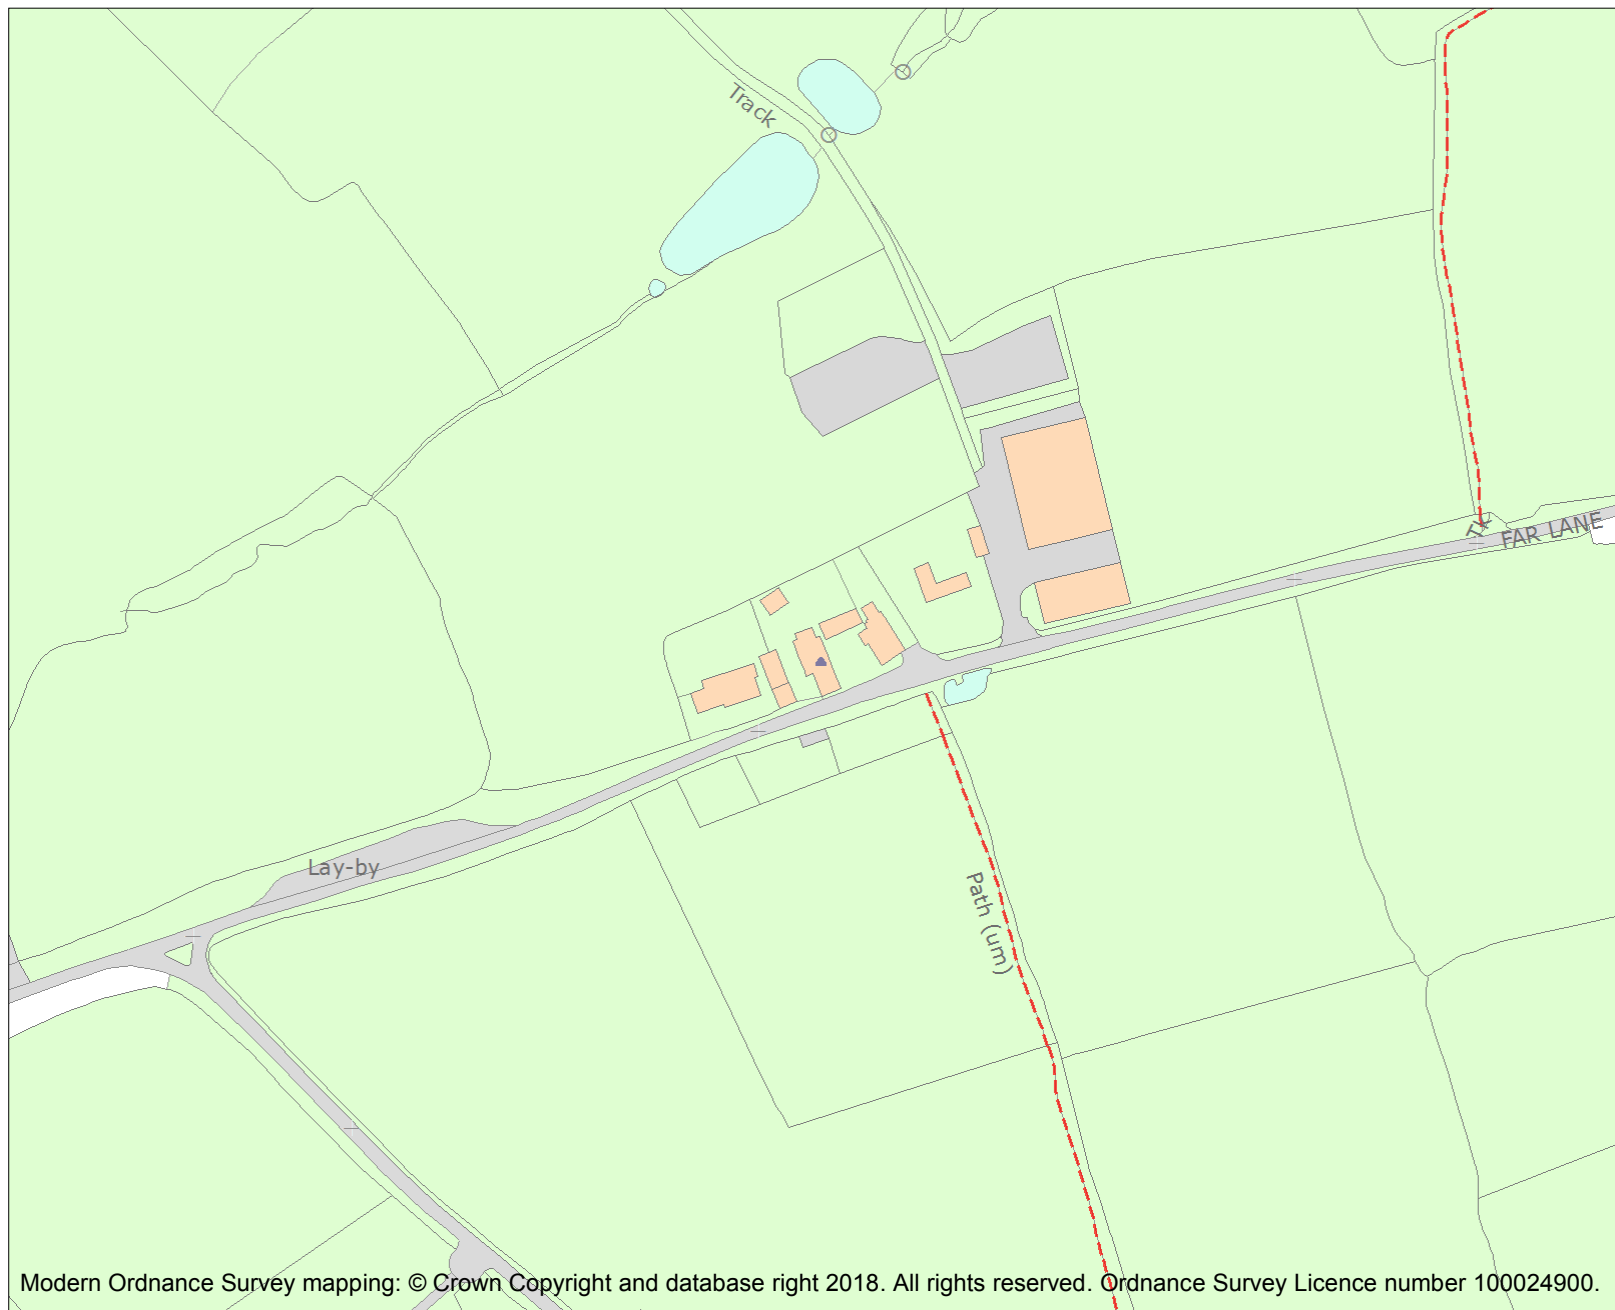 Track
Tk
FAR LANE
Lay-by
Path (um)
Modern Ordnance Survey mapping: © Crown Copyright and database right 2018. All rights reserved. Ordnance Survey Licence number 100024900.